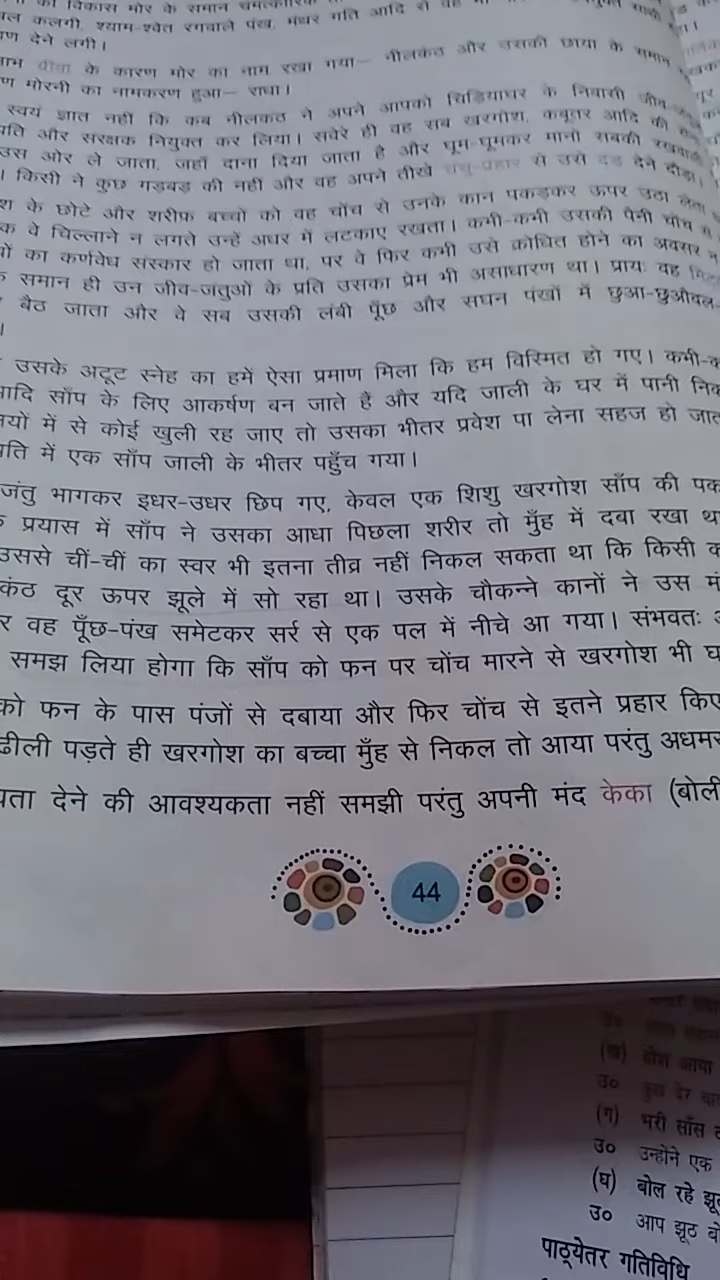 का विकास मोर के समान चमत्कारिक
कलगी, श्याम-श्वेत रंगवाले पंख, मंथर गति आदि से वह
देने लगी।
के कारण मोर का नाम रखा गया– नीलकंठ और उसकी छाया के समान
मोरनी का नामकरण हुआ– राधा।
स्वयं ज्ञात नहीं कि कब नीलकंठ ने अपने आपको चिड़ियाघर के निवासी जीव-
और संरक्षक नियुक्त कर लिया। सवेरे ही वह सब खरगोश, कबूतर आदि की
उस ओर ले जाता, जहाँ दाना दिया जाता है और घूम-घूमकर मानो सबकी रखवाली
। किसी ने कुछ गड़बड़ की नहीं और वह अपने तीखे चंचु-प्रहार से उसे दंड देने दौड़ा।
के छोटे और शरीफ़ बच्चों को वह चोंच से उनके कान पकड़कर ऊपर उठा लेता
वे चिल्लाने न लगते उन्हें अधर में लटकाए रखता। कभी-कभी उसकी पैनी चोंच से
का कर्णवेध संस्कार हो जाता था, पर वे फिर कभी उसे क्रोधित होने का अवसर न
समान ही उन जीव-जंतुओं के प्रति उसका प्रेम भी असाधारण था। प्रायः वह
बैठ जाता और वे सब उसकी लंबी पूँछ और सघन पंखों में छुआ-छुऔवल
।
उसके अटूट स्नेह का हमें ऐसा प्रमाण मिला कि हम विस्मित हो गए। कभी-क
आदि साँप के लिए आकर्षण बन जाते हैं और यदि जाली के घर में पानी निक
में से कोई खुली रह जाए तो उसका भीतर प्रवेश पा लेना सहज हो जात
में एक साँप जाली के भीतर पहुँच गया।
जंतु भागकर इधर-उधर छिप गए, केवल एक शिशु खरगोश साँप की पक
प्रयास में साँप ने उसका आधा पिछला शरीर तो मुँह में दबा रखा था
उससे चीं-चीं का स्वर भी इतना तीव्र नहीं निकल सकता था कि किसी क
कंठ दूर ऊपर झूले में सो रहा था। उसके चौकन्ने कानों ने उस मं
र वह पूँछ-पंख समेटकर सर्र से एक पल में नीचे आ गया। संभवतः
समझ लिया होगा कि साँप को फन पर चोंच मारने से खरगोश भी घ
को फन के पास पंजों से दबाया और फिर चोंच से इतने प्रहार किए
ढीली पड़ते ही खरगोश का बच्चा मुँह से निकल तो आया परंतु अधमर
यता देने की आवश्यकता नहीं समझी परंतु अपनी मंद केका (बोली
44
(ख) होश आया
उ० कुछ देर
(ग) भरी साँस
उ० उन्होंने एक
(घ) बोल रहे झू
उ० आप झूठ बो
पाठ्येतर गतिविधि